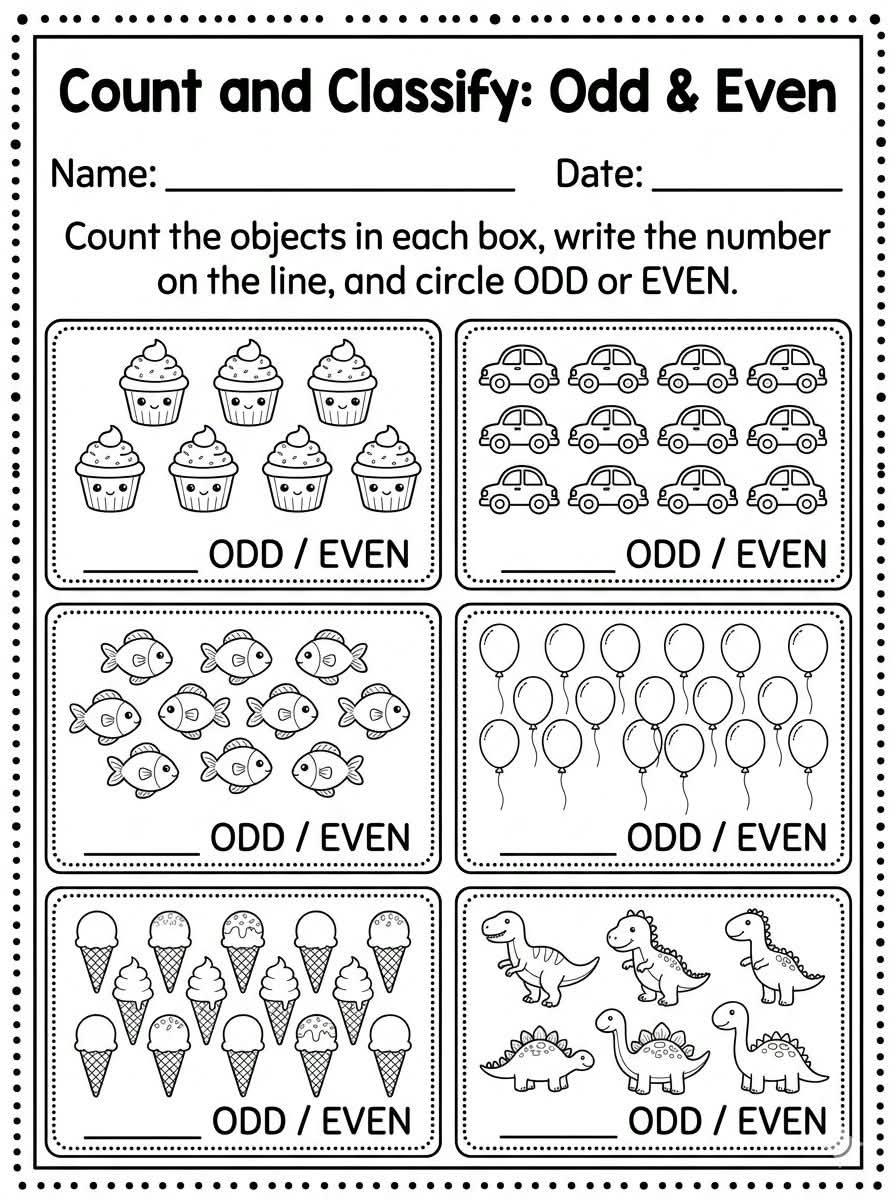 Count and Classify: Odd & Even
Name: ____________________ Date: ___________
Count the objects in each box, write the number
on the line, and circle ODD or EVEN.
_______ ODD / EVEN
_______ ODD / EVEN
_______ ODD / EVEN
_______ ODD / EVEN
_______ ODD / EVEN
_______ ODD / EVEN